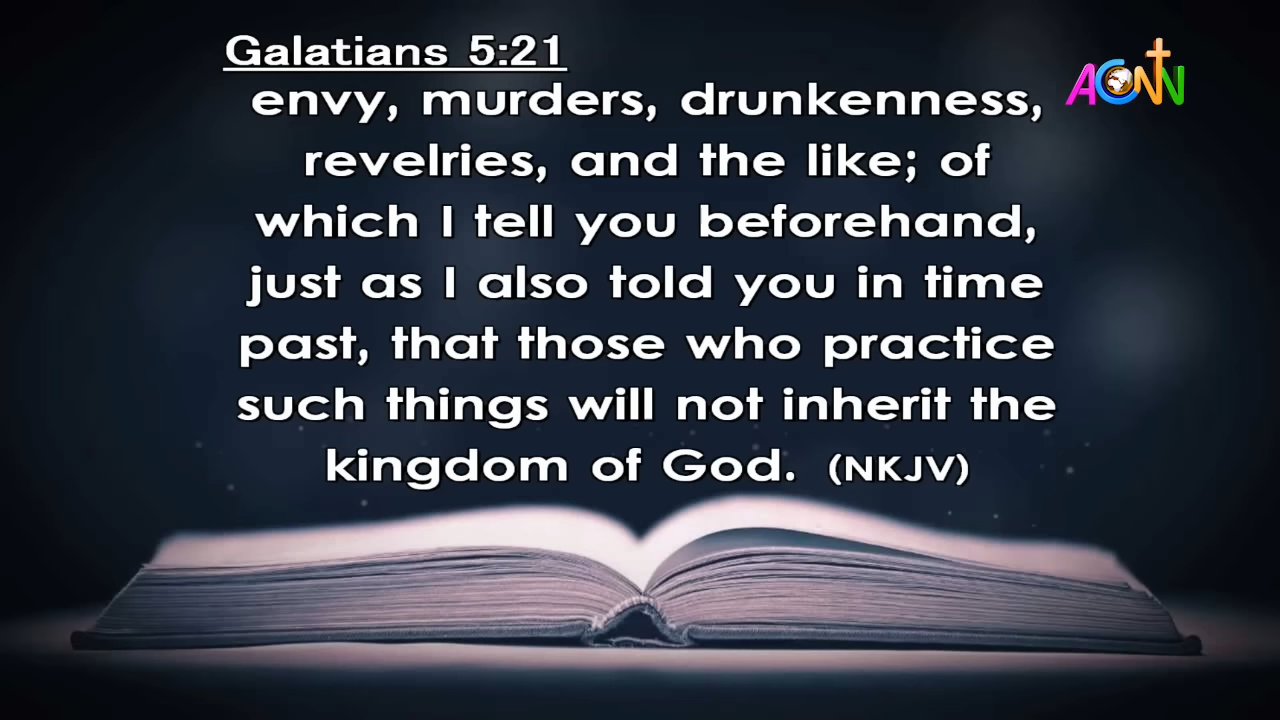 Galatians 5:21
ACNN
envy, murders, drunkenness,
revelries, and the like; of
which I tell you beforehand,
just as I also told you in time
past, that those who practice
such things will not inherit the
kingdom of God. (NKJV)